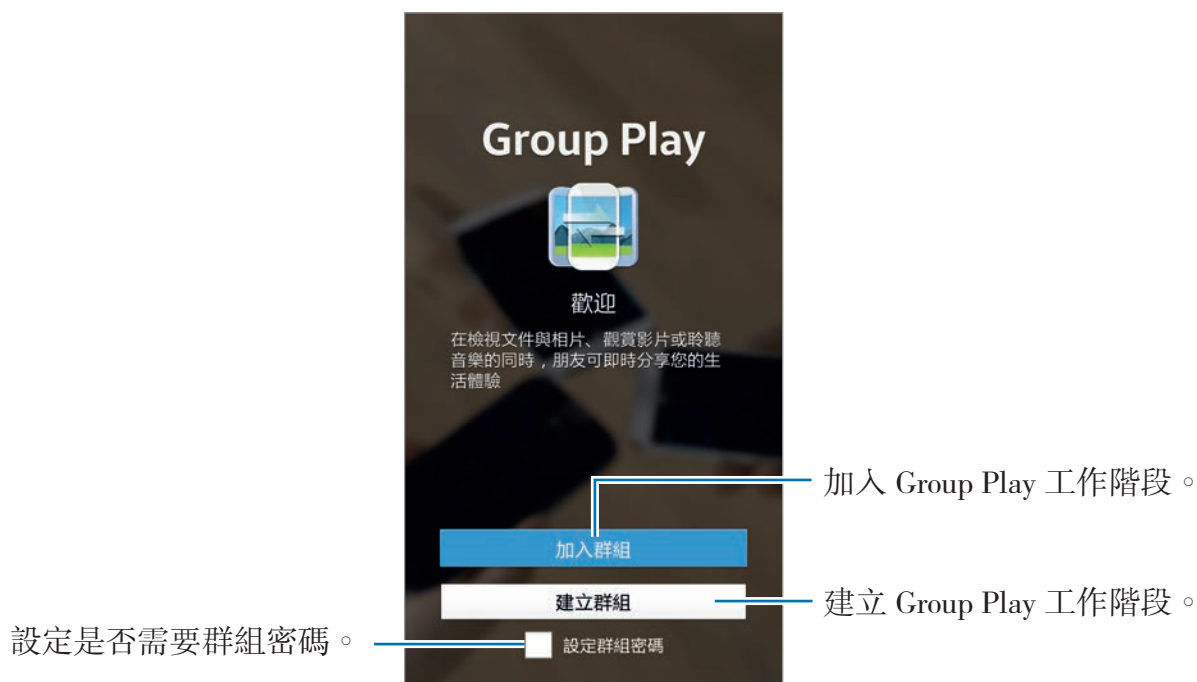 Group Play
歡迎
在檢視文件與相片、觀賞影片或聆聽
音樂的同時，朋友可即時分享您的生
活體驗
加入 Group Play 工作階段。
加入群組
建立群組
建立 Group Play 工作階段。
設定是否需要群組密碼。
設定群組密碼